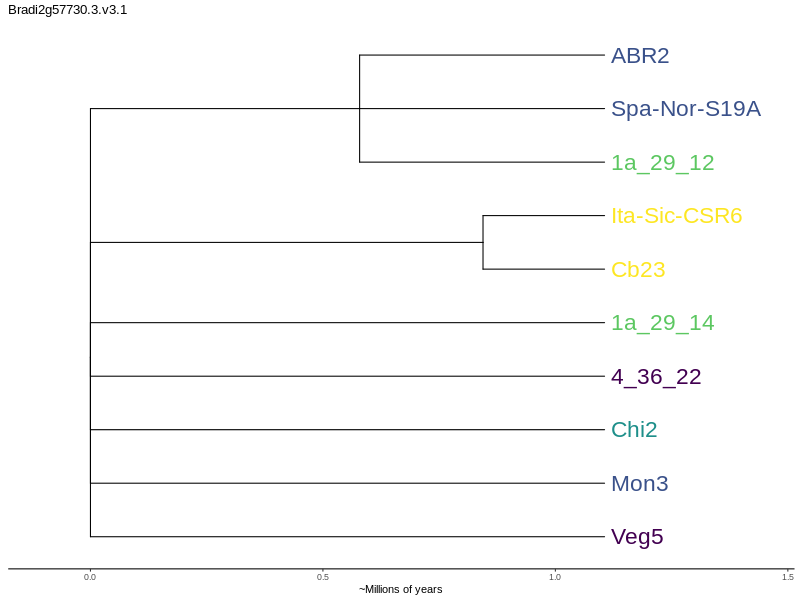 Bradi2g57730.3.v3.1
ABR2
Spa-Nor-S19A
1a_29_12
Ita-Sic-CSR6
Cb23
1a_29_14
4_36_22
Chi2
Mon3
Veg5
0.0 0.5 1.0 1.5
~Millions of years